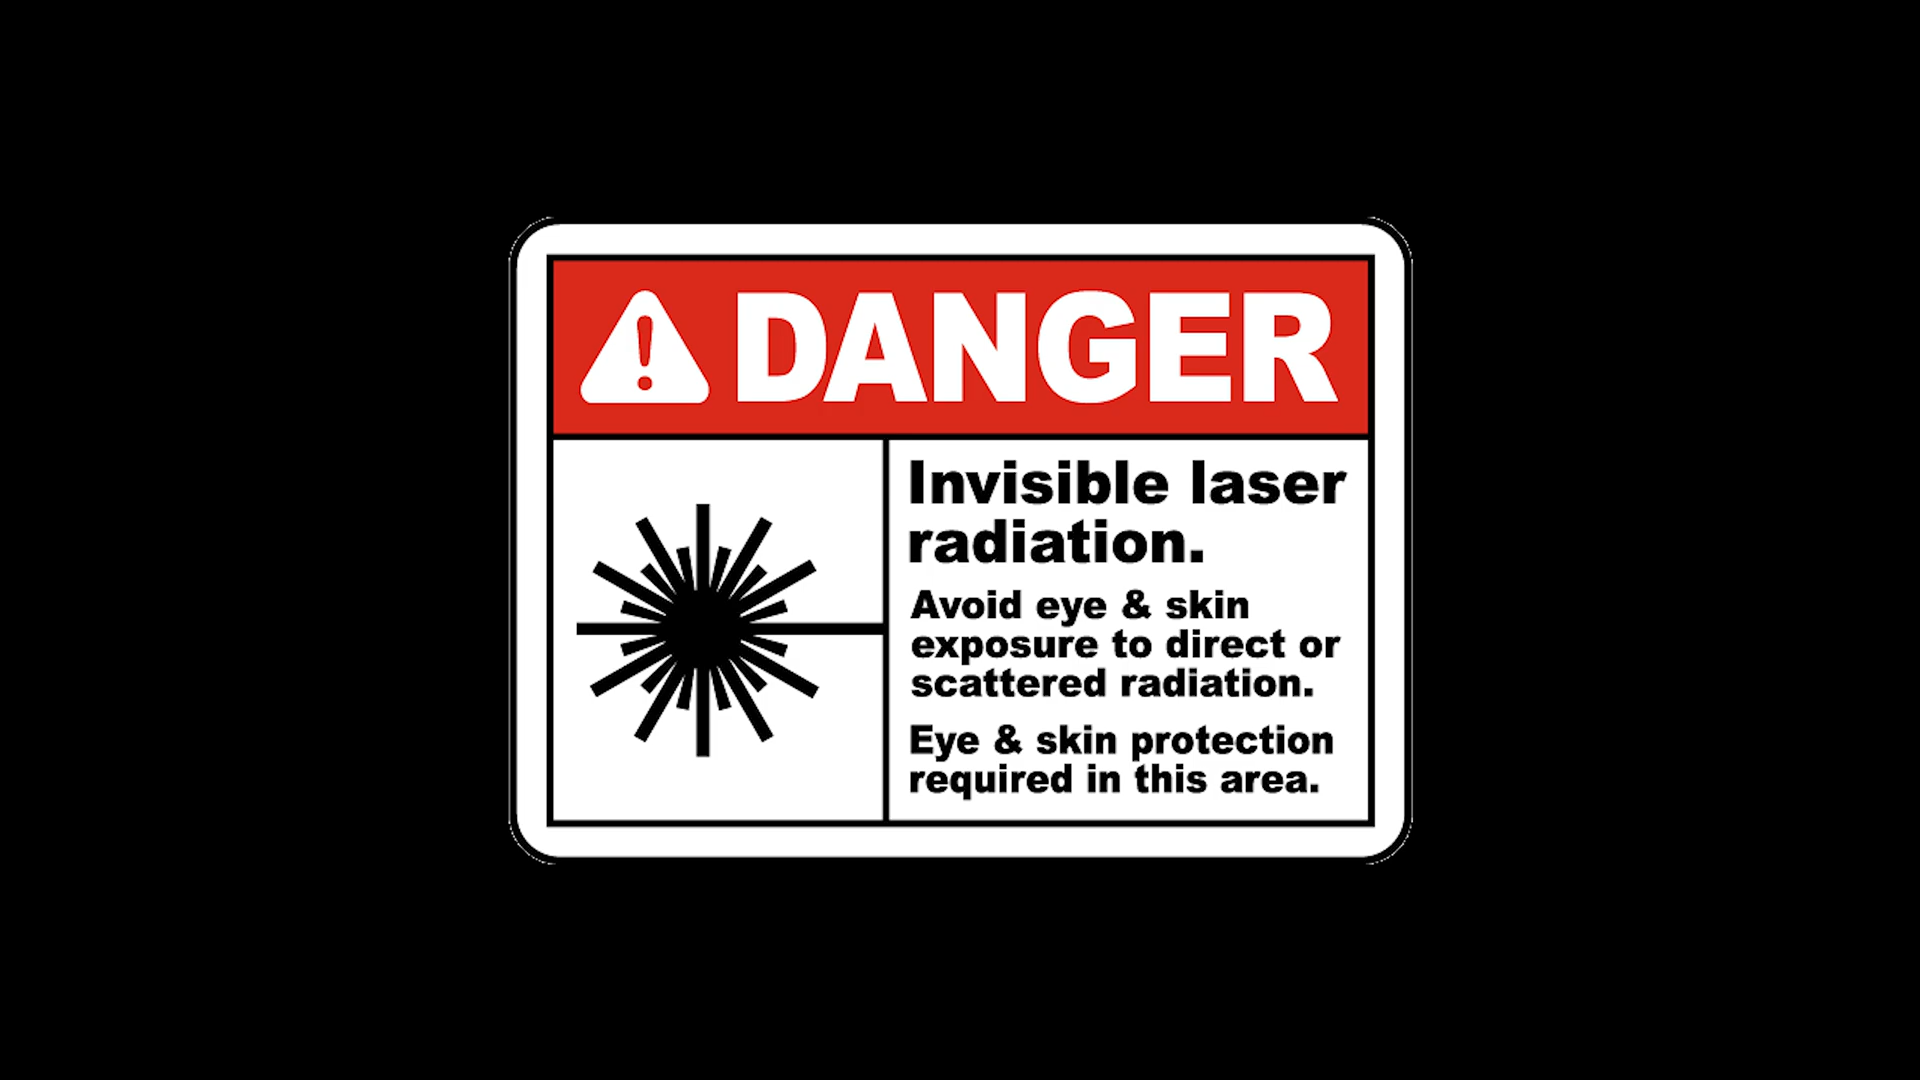 DANGER
Invisible laser
radiation.
Avoid eye & skin
exposure to direct or
scattered radiation.
Eye & skin protection
required in this area.